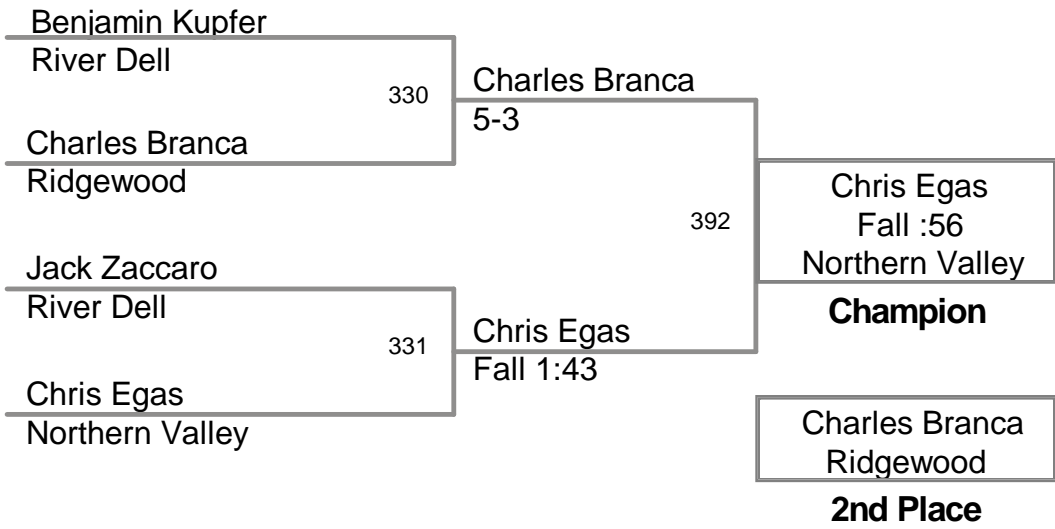 Benjamin Kupfer
River Dell
330
Charles Branca
5-3
Charles Branca
Ridgewood
Chris Egas
Fall :56
Northern Valley
392
Champion
Jack Zaccaro
River Dell
331
Chris Egas
Fall 1:43
Chris Egas
Northern Valley
Charles Branca
Ridgewood
2nd Place